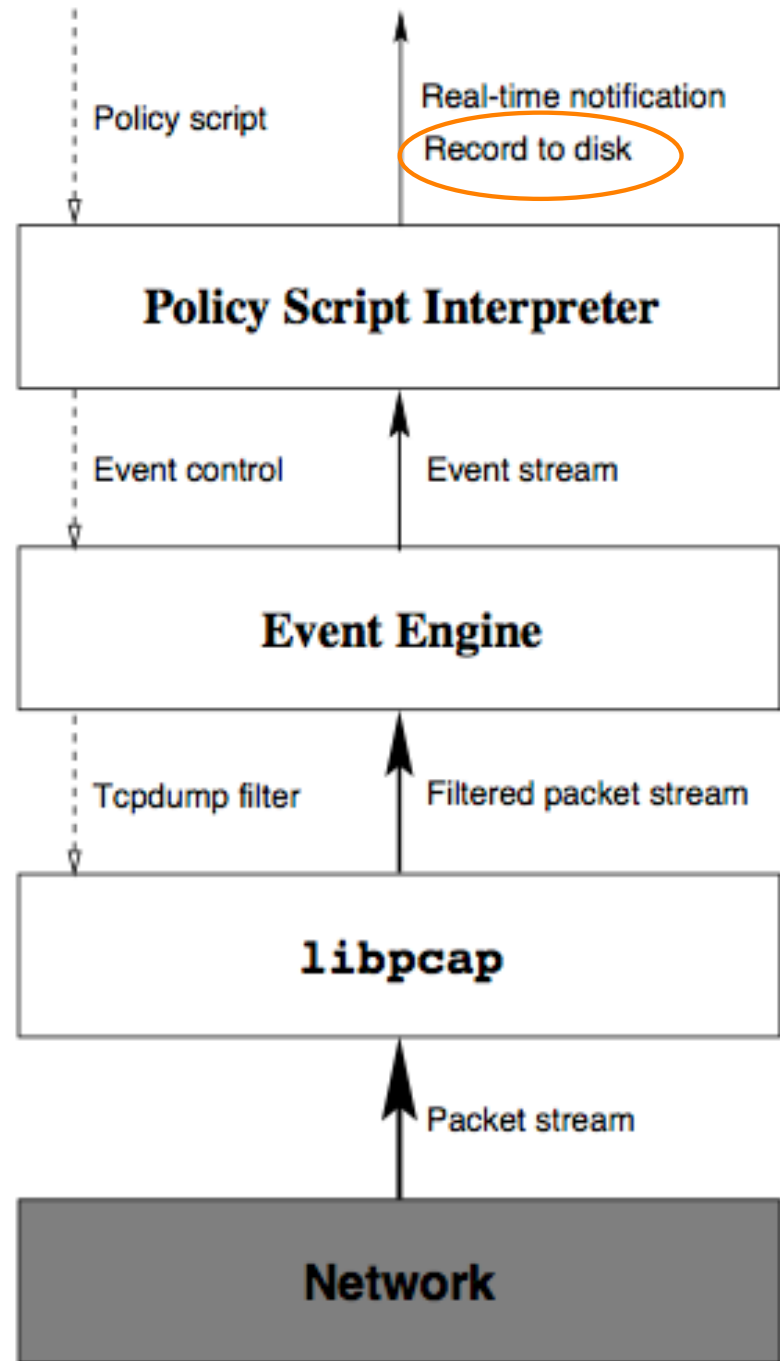 Policy script
Real-time notification
Record to disk
Policy Script Interpreter
Event control
Event stream
Event Engine
Tcpdump filter
Filtered packet stream
libpcap
Packet stream
Network